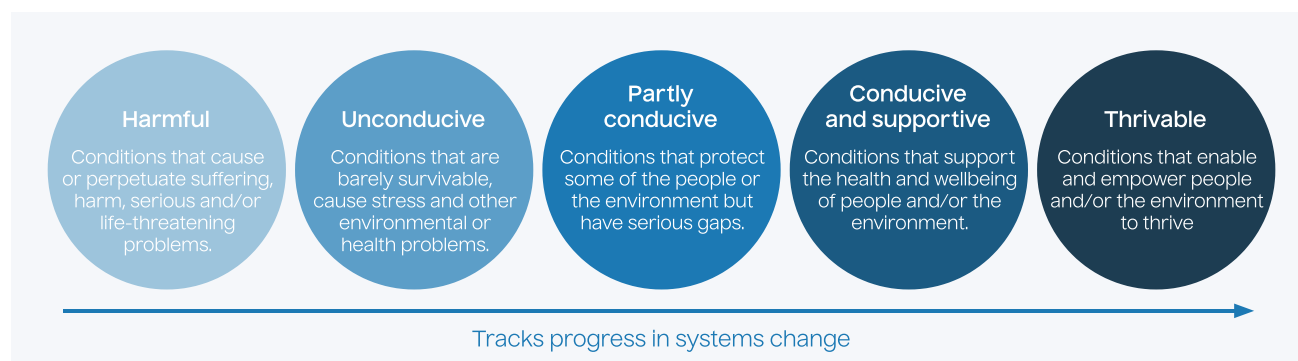 Harmful
Conditions that cause
or perpetuate suffering,
harm, serious and/or
life-threatening
problems.
Unconducive
Conditions that are
barely survivable,
cause stress and other
environmental or
health problems.
Partly
conducive
Conditions that protect
some of the people or
the environment but
have serious gaps.
Conducive
and supportive
Conditions that support
the health and wellbeing
of people and/or the
environment.
Thrivable
Conditions that enable
and empower people
and/or the environment
to thrive
Tracks progress in systems change